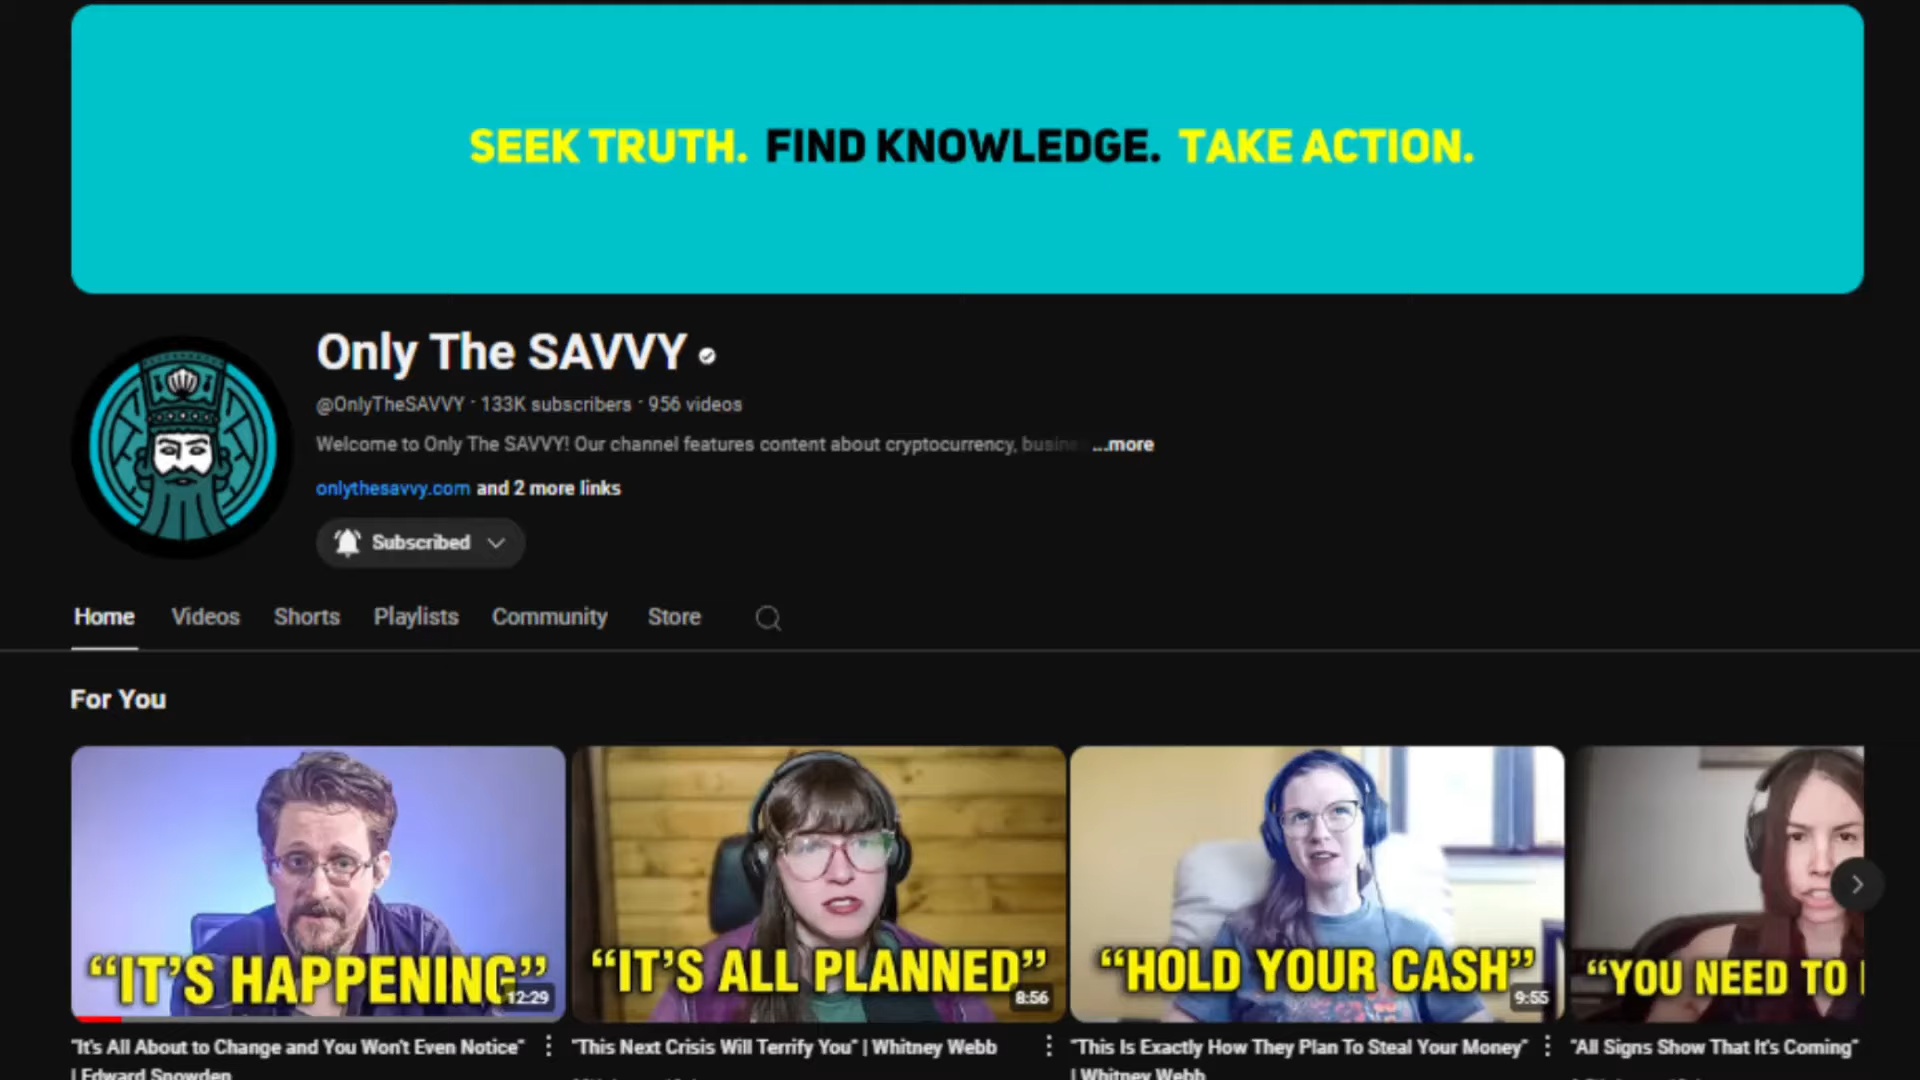 SEEK TRUTH. FIND KNOWLEDGE. TAKE ACTION.
Only The SAVVY
@OnlyTheSAVVY · 133K subscribers · 956 videos
Welcome to Only The SAVVY! Our channel features content about cryptocurrency, busine ...more
onlythesavvy.com and 2 more links
Subscribed
Home Videos Shorts Playlists Community Store
For You
“IT’S HAPPENING”
12:29
“IT’S ALL PLANNED”
8:56
“HOLD YOUR CASH”
9:55
“YOU NEED TO
"It's All About to Change and You Won't Even Notice"
| Edward Snowden
"This Next Crisis Will Terrify You" | Whitney Webb
"This Is Exactly How They Plan To Steal Your Money"
| Whitney Webb
"All Signs Show That It's Coming"